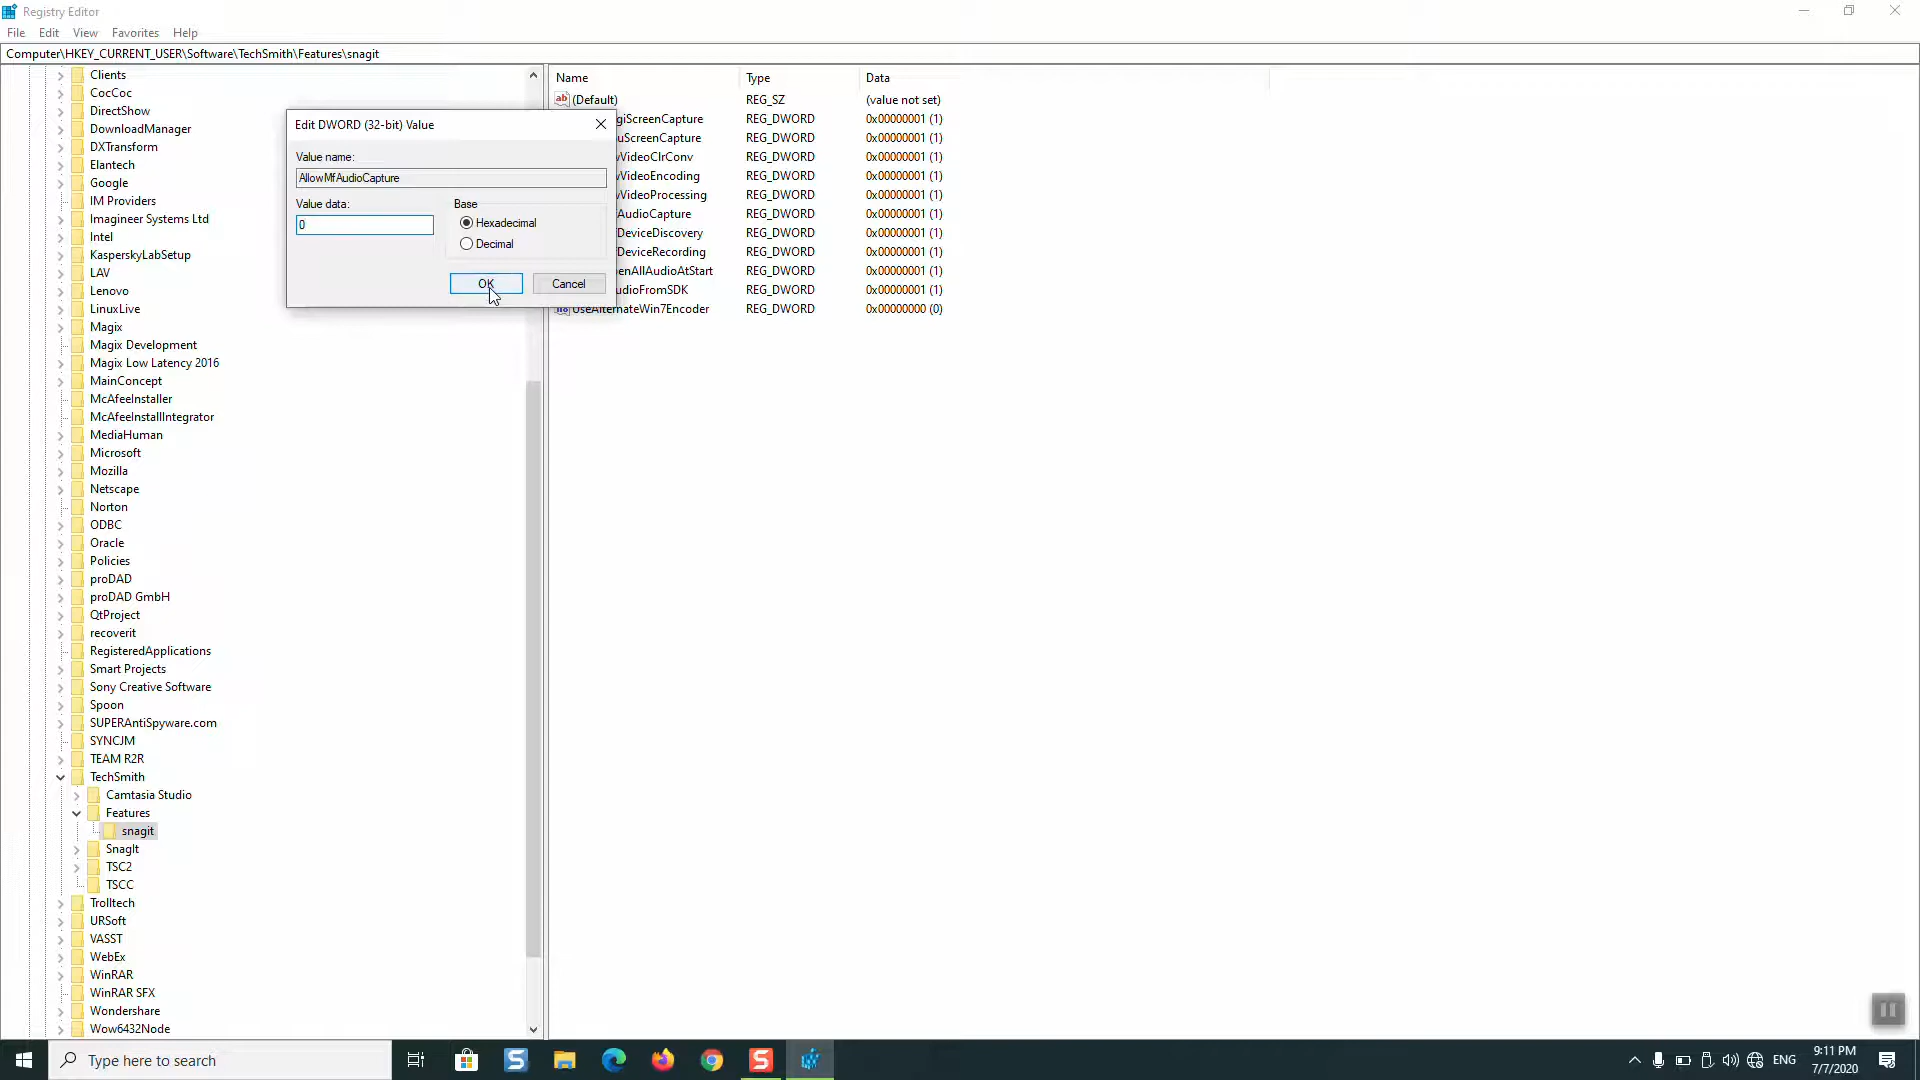 Registry Editor
File Edit View Favorites Help
Computer\HKEY_CURRENT_USER\Software\TechSmith\Features\snagit
Clients
CocCoc
DirectShow
DownloadManager
DXTransform
Elantech
Google
IM Providers
Imagineer Systems Ltd
Intel
KasperskyLabSetup
LAV
Lenovo
LinuxLive
Magix
Magix Development
Magix Low Latency 2016
MainConcept
McAfeeInstaller
McAfeeInstallIntegrator
MediaHuman
Microsoft
Mozilla
Netscape
Norton
ODBC
Oracle
Policies
proDAD
proDAD GmbH
QtProject
recoverit
RegisteredApplications
Smart Projects
Sony Creative Software
Spoon
SUPERAntiSpyware.com
SYNCJM
TEAM R2R
TechSmith
Camtasia Studio
Features
snagit
SnagIt
TSC2
TSCC
Trolltech
URSoft
VASST
WebEx
WinRAR
WinRAR SFX
Wondershare
Wow6432Node
Edit DWORD (32-bit) Value
Value name:
AllowMfAudioCapture
Value data:
0
Base
Hexadecimal
Decimal
OK Cancel
Name Type Data
(Default) REG_SZ (value not set)
giScreenCapture REG_DWORD 0x00000001 (1)
uScreenCapture REG_DWORD 0x00000001 (1)
VideoClrConv REG_DWORD 0x00000001 (1)
VideoEncoding REG_DWORD 0x00000001 (1)
VideoProcessing REG_DWORD 0x00000001 (1)
AudioCapture REG_DWORD 0x00000001 (1)
DeviceDiscovery REG_DWORD 0x00000001 (1)
DeviceRecording REG_DWORD 0x00000001 (1)
enAllAudioAtStart REG_DWORD 0x00000001 (1)
udioFromSDK REG_DWORD 0x00000001 (1)
UseAlternateWin7Encoder REG_DWORD 0x00000000 (0)
Type here to search
ENG
9:11 PM
7/7/2020